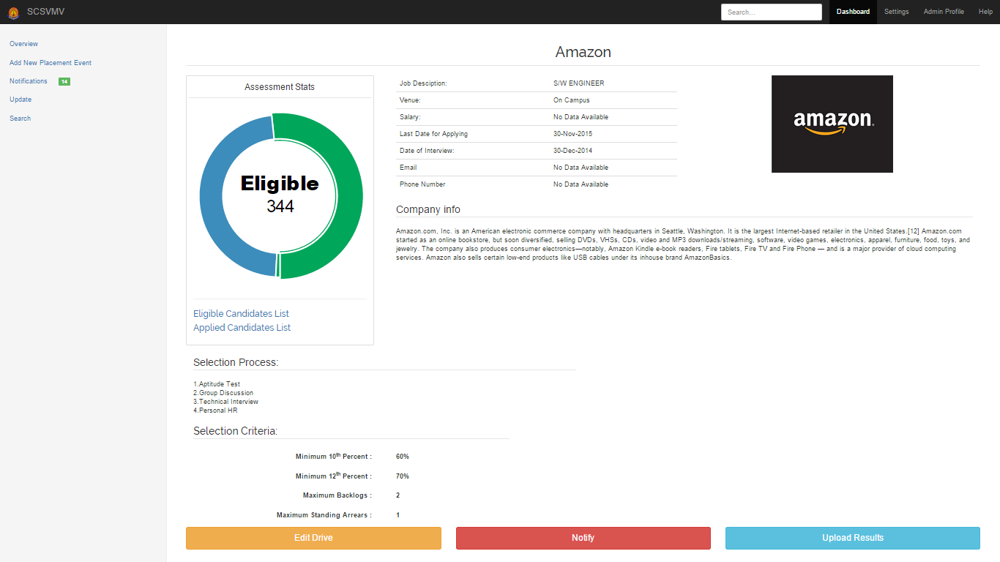 SCSVMV
Search...
Dashboard
Settings
Admin Profile
Help
Overview
Add New Placement Event
Notifications 14
Update
Search
Amazon
Assessment Stats
Eligible
344
Eligible Candidates List
Applied Candidates List
Job Desciption: S/W ENGINEER
Venue: On Campus
Salary: No Data Available
Last Date for Applying 30-Nov-2015
Date of Interview: 30-Dec-2014
Email No Data Available
Phone Number No Data Available
amazon.
Company info
Amazon.com, Inc. is an American electronic commerce company with headquarters in Seattle, Washington. It is the largest Internet-based retailer in the United States.[12] Amazon.com
started as an online bookstore, but soon diversified, selling DVDs, VHSs, CDs, video and MP3 downloads/streaming, software, video games, electronics, apparel, furniture, food, toys, and
jewelry. The company also produces consumer electronics—notably, Amazon Kindle e-book readers, Fire tablets, Fire TV and Fire Phone — and is a major provider of cloud computing
services. Amazon also sells certain low-end products like USB cables under its inhouse brand AmazonBasics.
Selection Process:
1.Aptitude Test
2.Group Discussion
3.Technical Interview
4.Personal HR
Selection Criteria:
Minimum 10th Percent : 60%
Minimum 12th Percent : 70%
Maximum Backlogs : 2
Maximum Standing Arrears : 1
Edit Drive
Notify
Upload Results